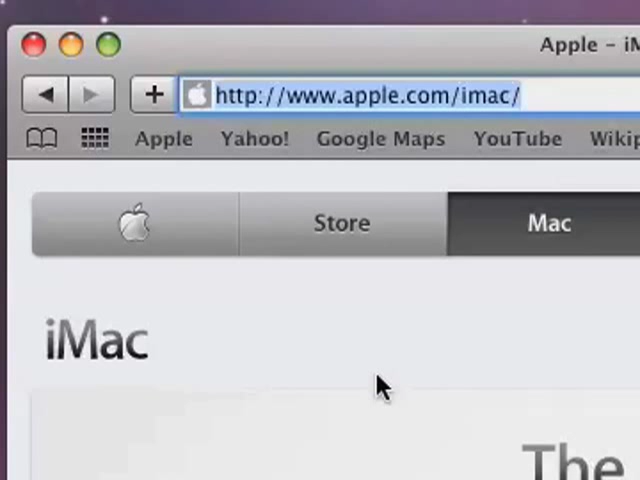 Apple - iM
http://www.apple.com/imac/
Apple Yahoo! Google Maps YouTube Wikip
Store Mac
iMac
The